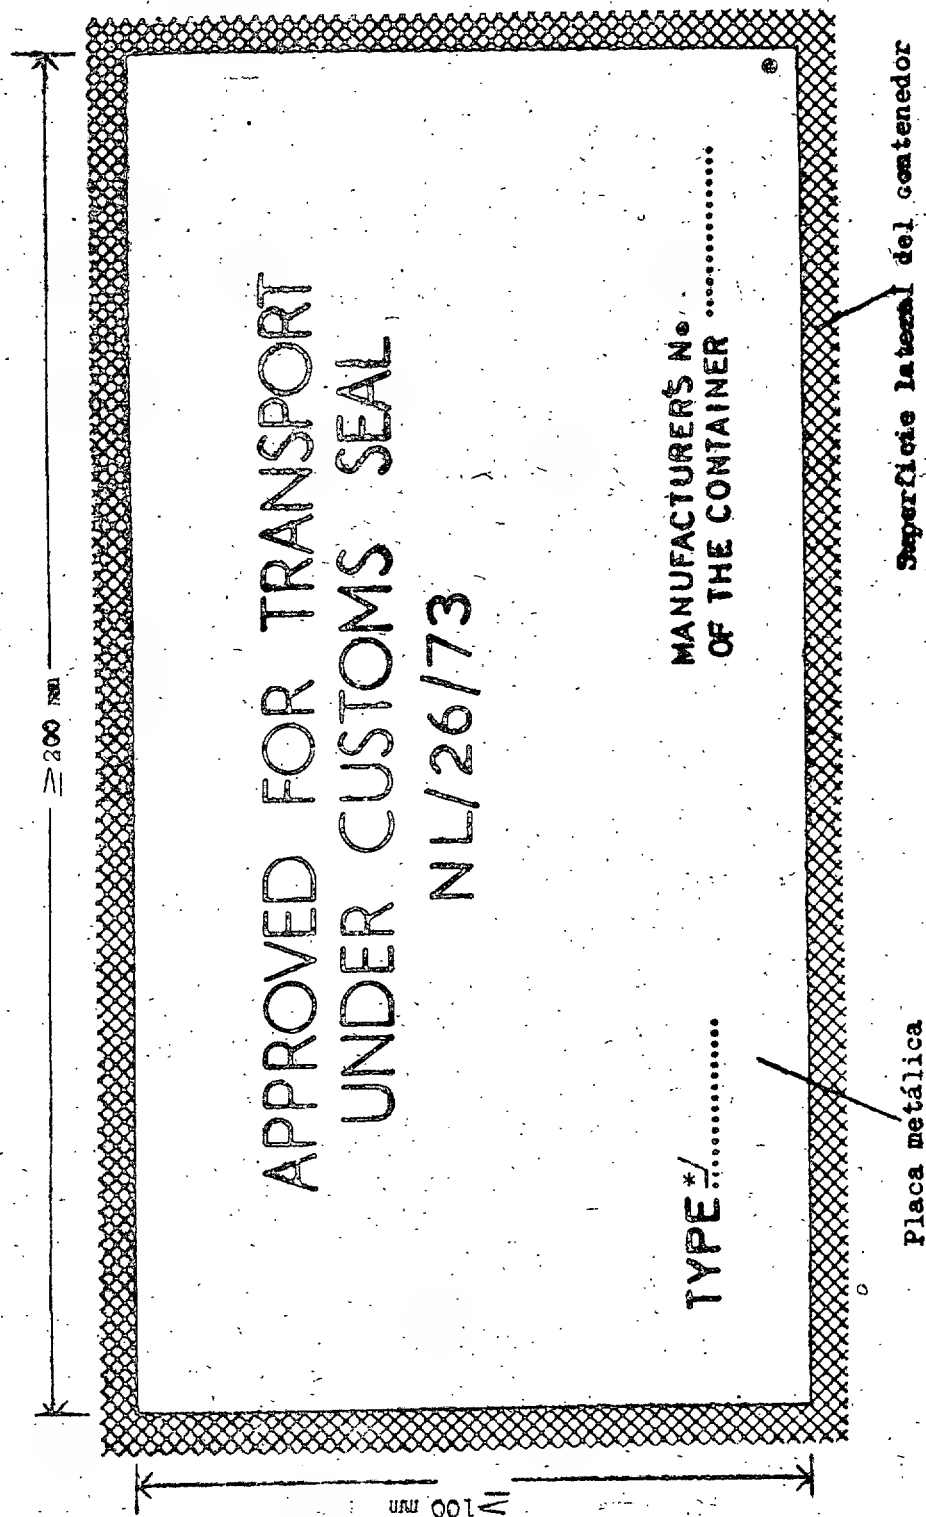 ≥200 mm
APPROVED FOR TRANSPORT
UNDER CUSTOMS SEAL
NL/26/73
TYPE*/............
MANUFACTURER'S No.
OF THE CONTAINER ............
≥100 mm
Placa metálica
Superficie lateral del contenedor